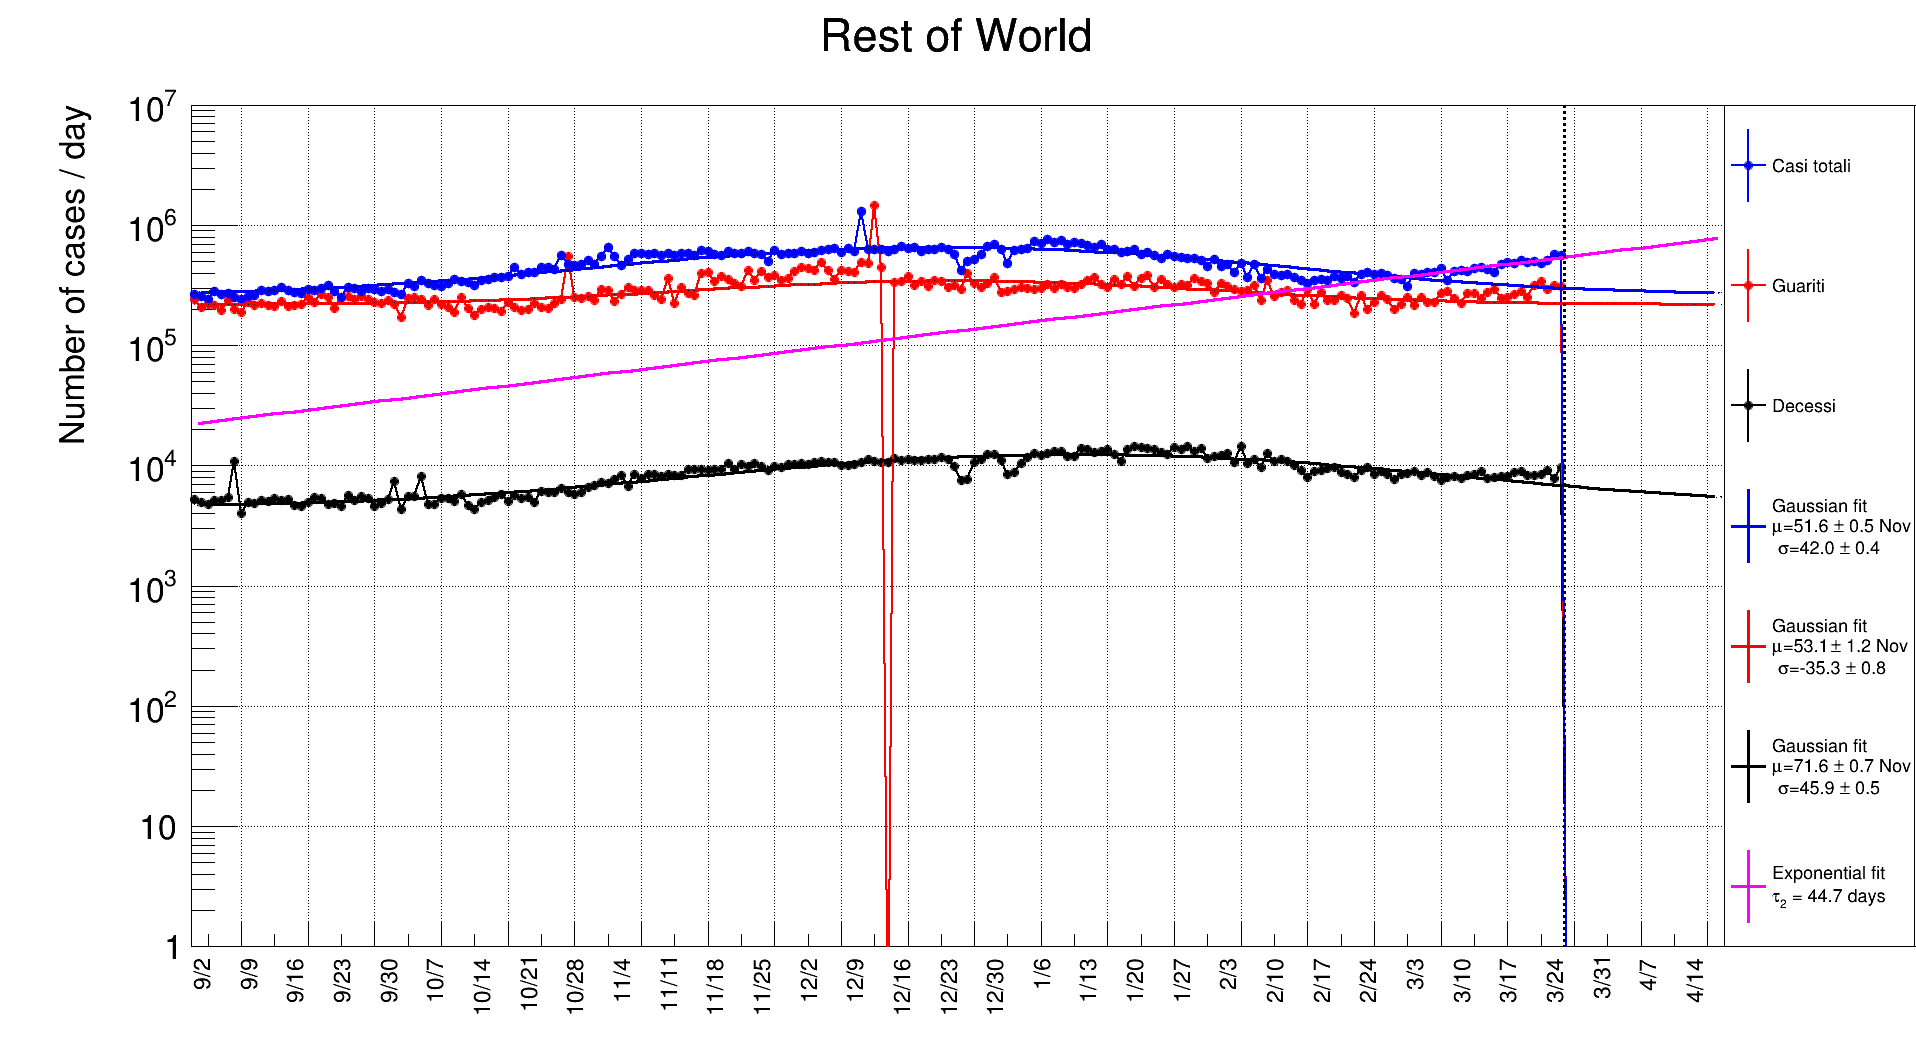 Rest of World
Number of cases / day
10^7
10^6
10^5
10^4
10^3
10^2
10
1
9/2
9/9
9/16
9/23
9/30
10/7
10/14
10/21
10/28
11/4
11/11
11/18
11/25
12/2
12/9
12/16
12/23
12/30
1/6
1/13
1/20
1/27
2/3
2/10
2/17
2/24
3/3
3/10
3/17
3/24
3/31
4/7
4/14
Casi totali
Guariti
Decessi
Gaussian fit
μ=51.6 ± 0.5 Nov
σ=42.0 ± 0.4
Gaussian fit
μ=53.1 ± 1.2 Nov
σ=-35.3 ± 0.8
Gaussian fit
μ=71.6 ± 0.7 Nov
σ=45.9 ± 0.5
Exponential fit
τ₂ = 44.7 days